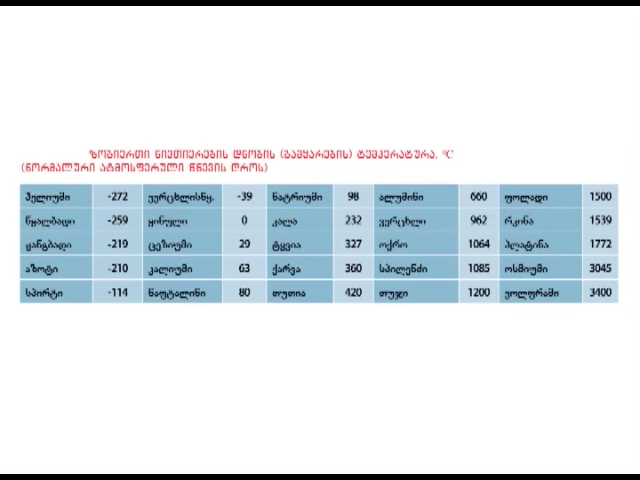 ზოგიერთი ნივთიერების დნობის (გამყარების) ტემპერატურა, °C
(ნორმალური ატმოსფერული წნევის დროს)
ჰელიუმი -272 ვერცხლისწყ. -39 ნატრიუმი 98 ალუმინი 660 ფოლადი 1500
წყალბადი -259 ყინული 0 კალა 232 ვერცხლი 962 რკინა 1539
ჟანგბადი -219 ცეზიუმი 29 ტყვია 327 ოქრო 1064 პლატინა 1772
აზოტი -210 კალიუმი 63 ქარვა 360 სპილენძი 1085 ოსმიუმი 3045
სპირტი -114 ნაფტალინი 80 თუთია 420 თუჯი 1200 ვოლფრამი 3400